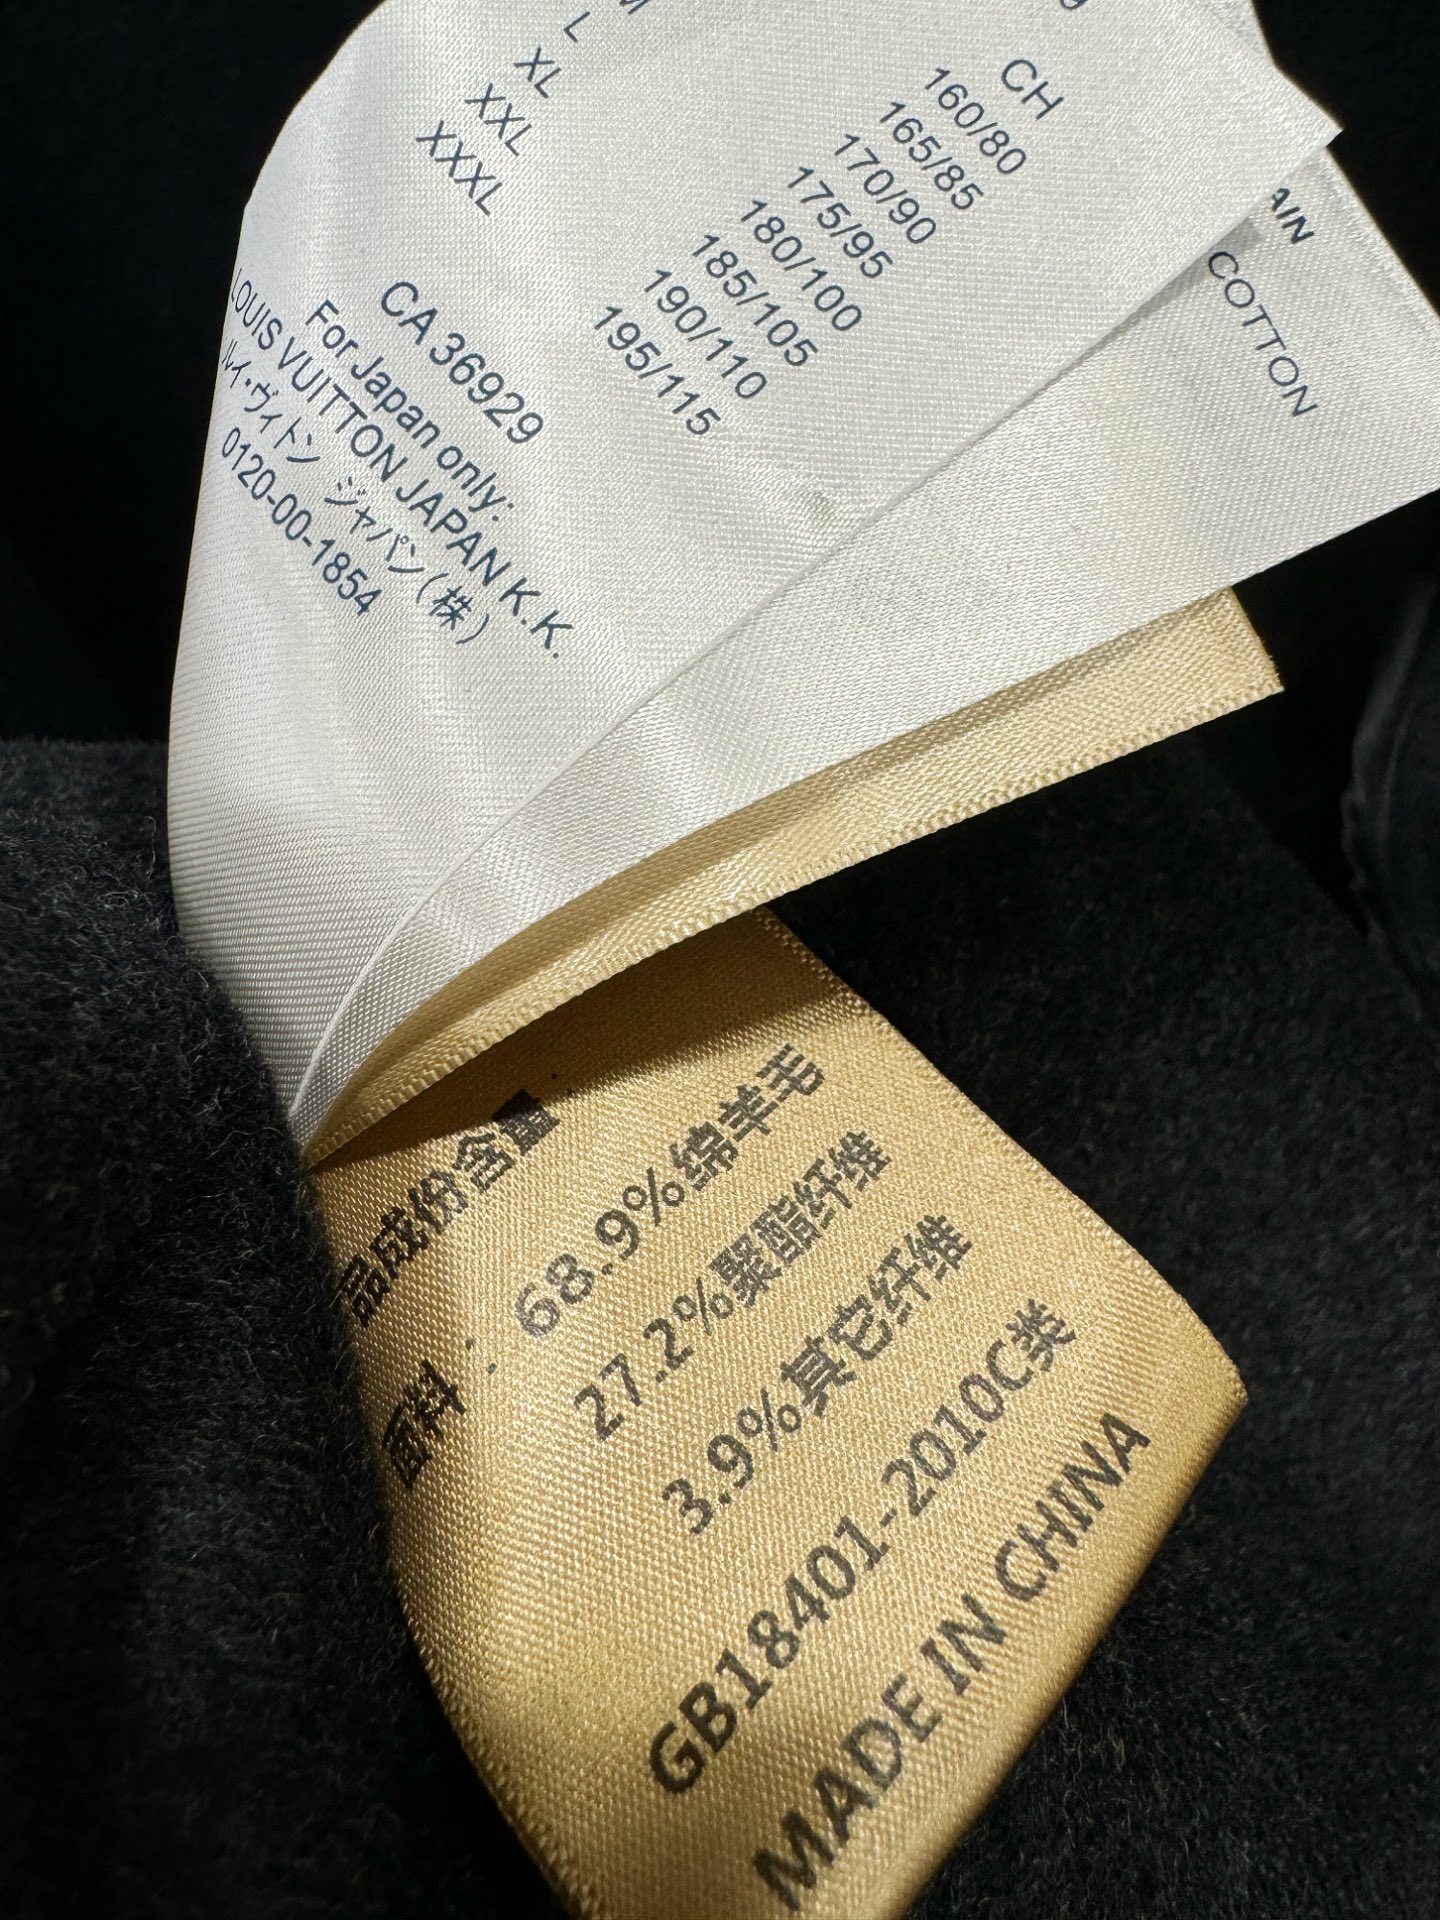 M
L
XL
XXL
XXXL
CH
160/80
165/85
170/90
175/95
180/100
185/105
190/110
195/115
CA 36929
For Japan only:
LOUIS VUITTON JAPAN K.K.
ルイ・ヴィトン ジャパン(株)
0120-00-1854
AIN
COTTON
品成份含量
面料: 68.9%绵羊毛
27.2%聚酯纤维
3.9%其它纤维
GB18401-2010C类
MADE IN CHINA